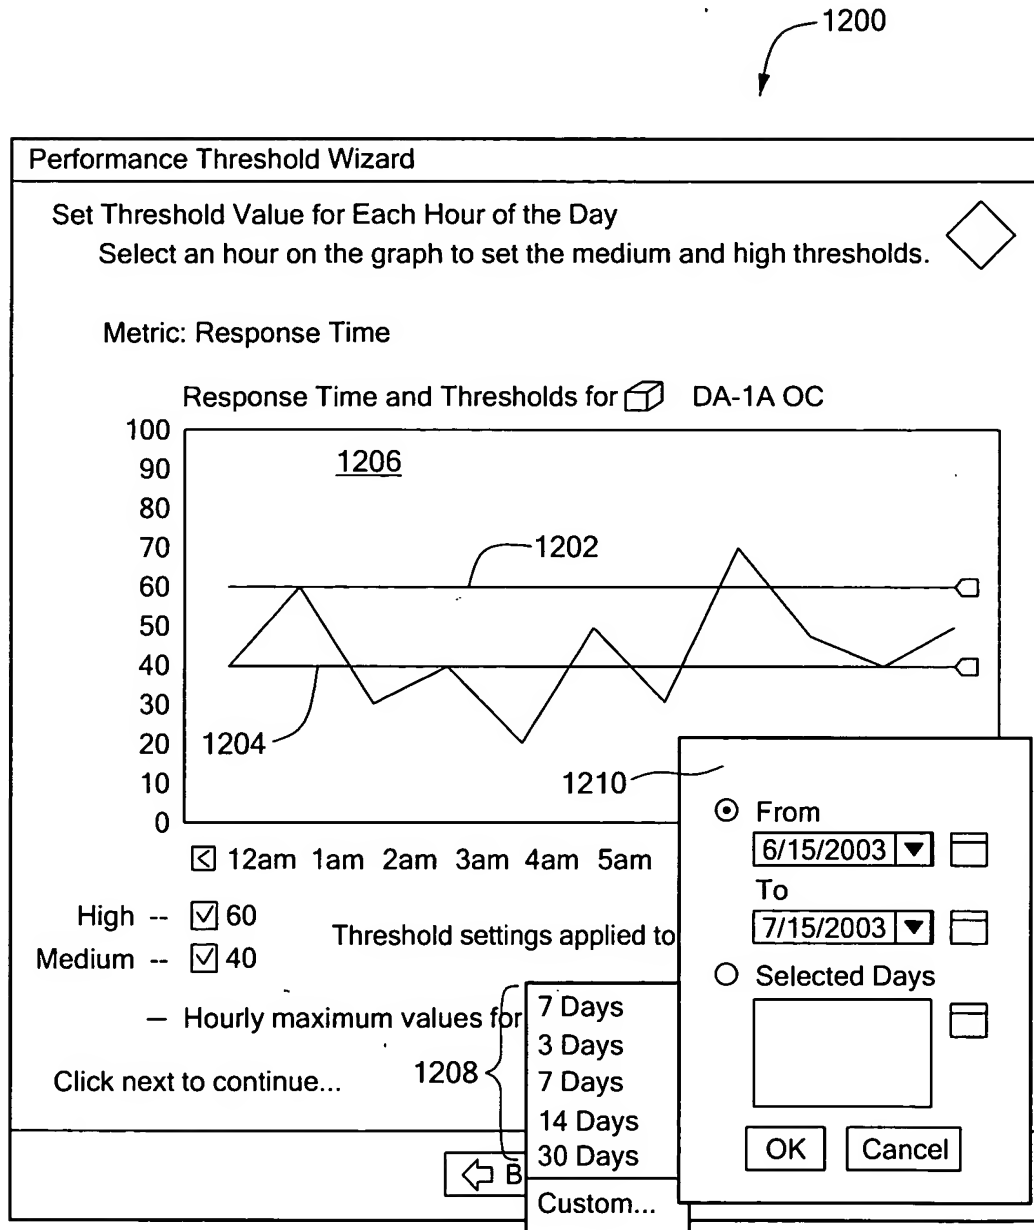 1200
Performance Threshold Wizard
Set Threshold Value for Each Hour of the Day
Select an hour on the graph to set the medium and high thresholds.
Metric: Response Time
Response Time and Thresholds for DA-1A OC
100
90
80
70
60
50
40
30
20
10
0
1206
1202
1204
1210
12am 1am 2am 3am 4am 5am
High -- 60
Medium -- 40
Threshold settings applied to
— Hourly maximum values for
Click next to continue...
1208
7 Days
3 Days
7 Days
14 Days
30 Days
Custom...
B
From
6/15/2003
To
7/15/2003
Selected Days
OK Cancel